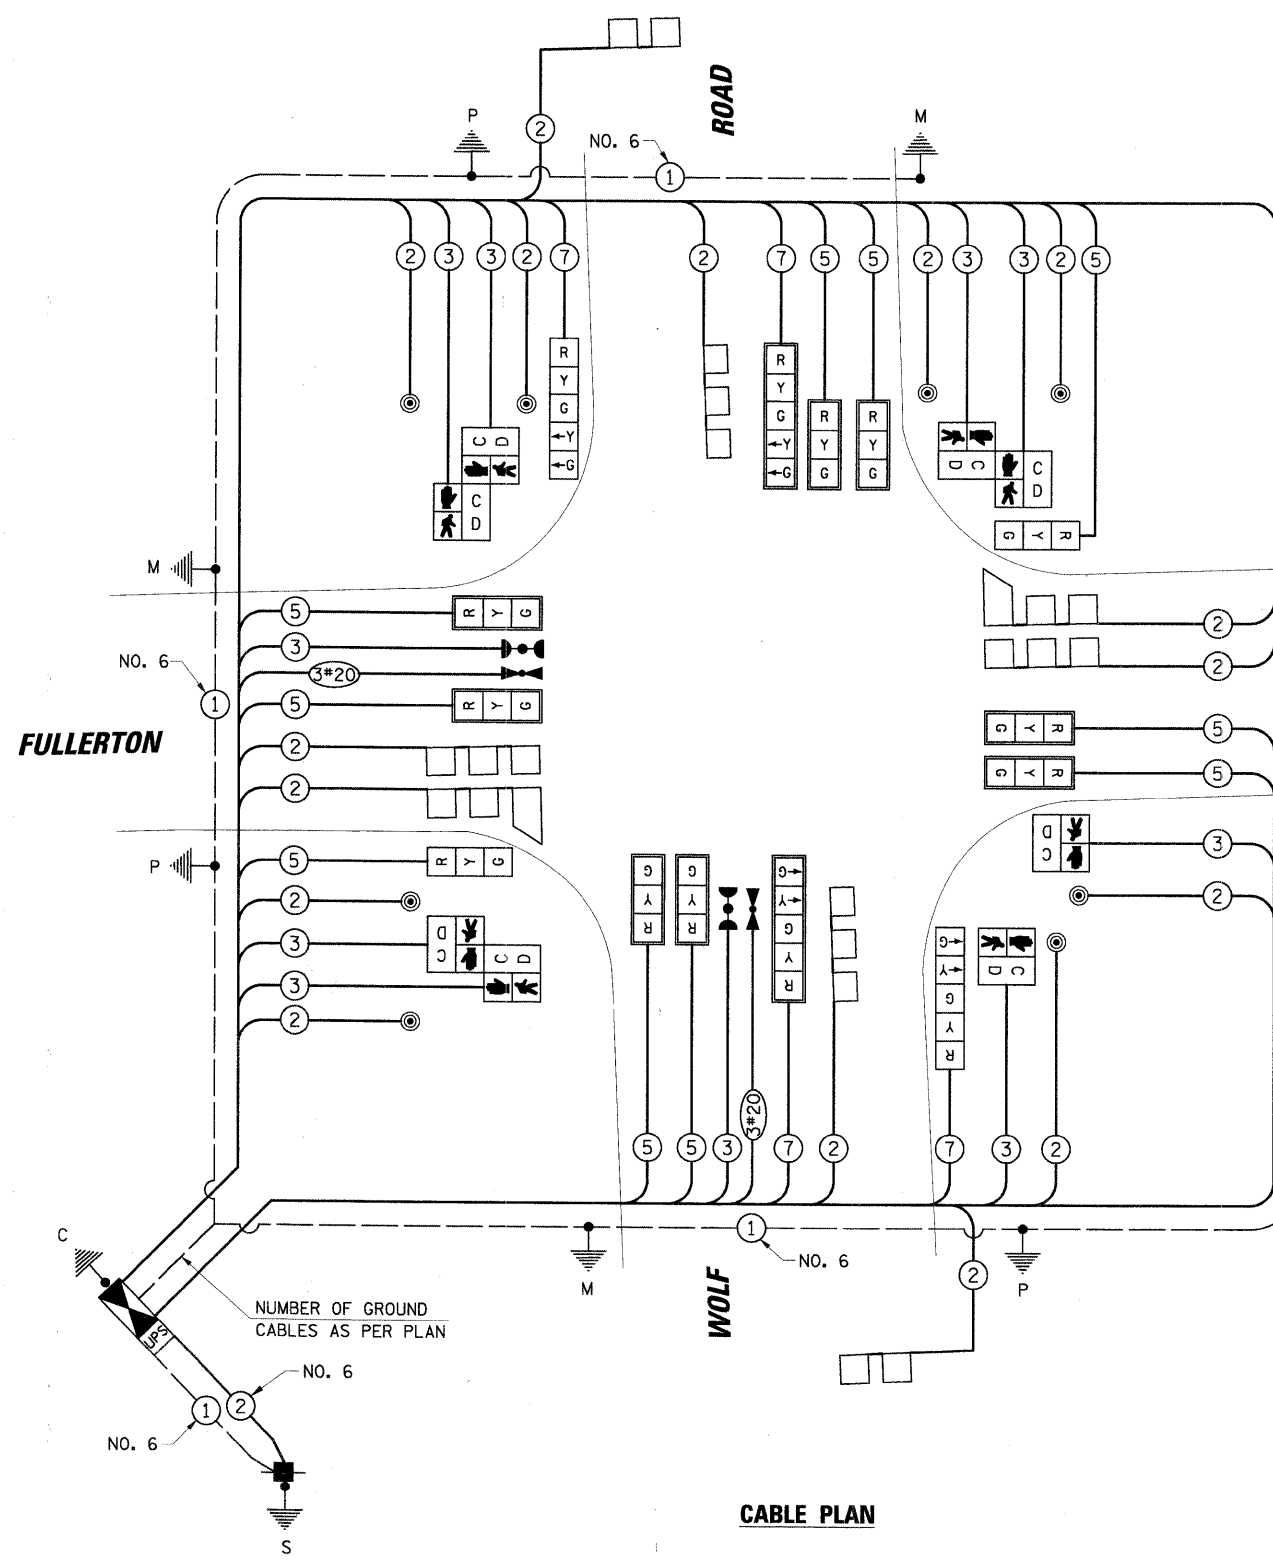 ROAD
P
M
2
NO. 6
1
2 3 3 2 7 2 7 5 5 2 3 3 2 5
R
Y
G
←Y
←G
R
Y
G
←Y
←G
R
Y
G
R
Y
G
C D
C
D
D C
C
D
G Y R
M
5
R Y G
3
3#20
NO. 6
1
5
R Y G
2
2
FULLERTON
2
2
G Y R
5
G Y R
5
P
5
R Y G
2
3
D
C
3
C D
2
D
C
3
2
G Y R
G Y R
←G ←Y G Y R
←G ←Y G Y R
D C
5 5 3 3#20 7 2 7 3 2
C
M
1
NO. 6
P
2
WOLF
UPS
NUMBER OF GROUND
CABLES AS PER PLAN
NO. 6
1
2
NO. 6
S
CABLE PLAN